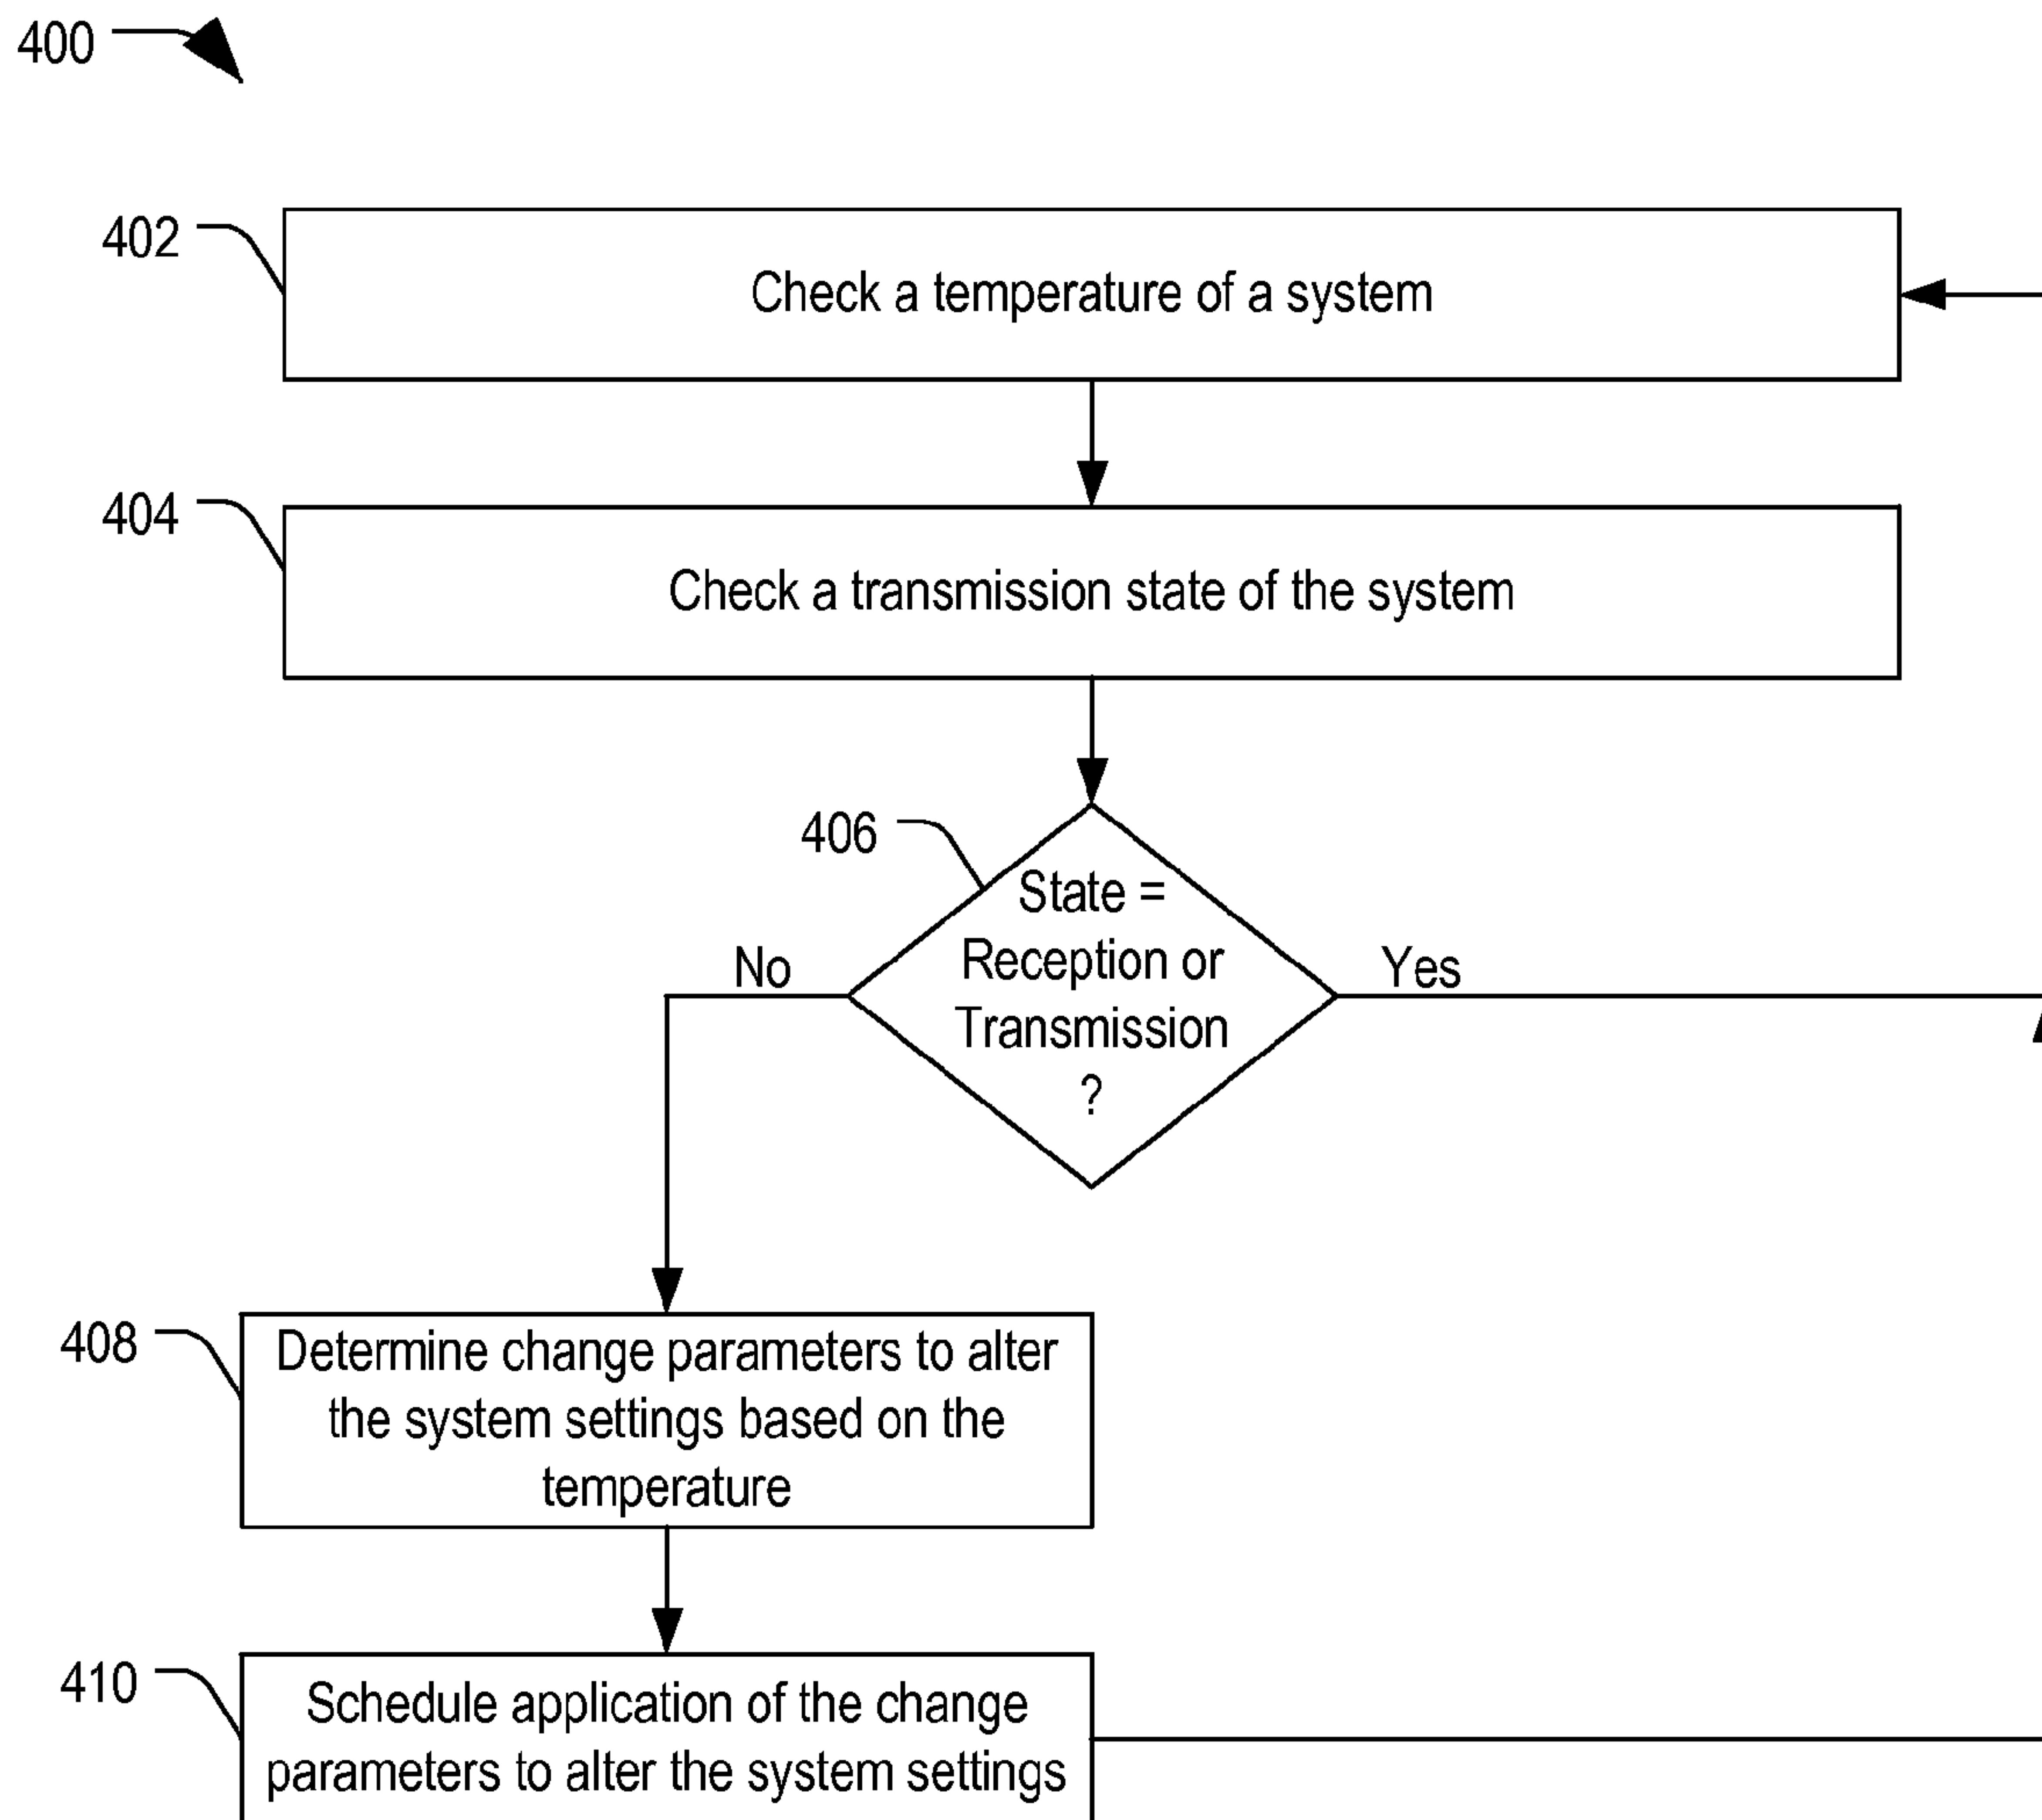 400
402
Check a temperature of a system
404
Check a transmission state of the system
406
State =
Reception or
Transmission
?
No
Yes
408
Determine change parameters to alter
the system settings based on the
temperature
410
Schedule application of the change
parameters to alter the system settings